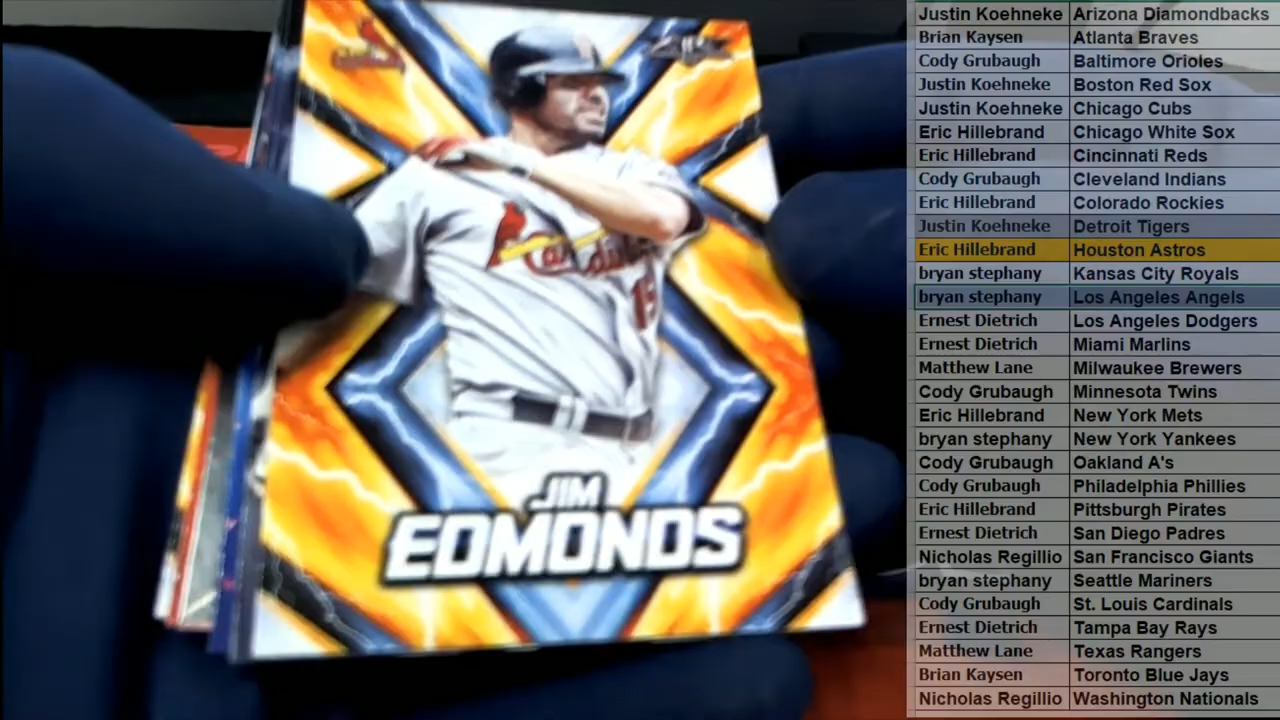 Cardinals
15
JIM
EDMONDS
Justin Koehneke Arizona Diamondbacks
Brian Kaysen Atlanta Braves
Cody Grubaugh Baltimore Orioles
Justin Koehneke Boston Red Sox
Justin Koehneke Chicago Cubs
Eric Hillebrand Chicago White Sox
Eric Hillebrand Cincinnati Reds
Cody Grubaugh Cleveland Indians
Eric Hillebrand Colorado Rockies
Justin Koehneke Detroit Tigers
Eric Hillebrand Houston Astros
bryan stephany Kansas City Royals
bryan stephany Los Angeles Angels
Ernest Dietrich Los Angeles Dodgers
Ernest Dietrich Miami Marlins
Matthew Lane Milwaukee Brewers
Cody Grubaugh Minnesota Twins
Eric Hillebrand New York Mets
bryan stephany New York Yankees
Cody Grubaugh Oakland A's
Cody Grubaugh Philadelphia Phillies
Eric Hillebrand Pittsburgh Pirates
Ernest Dietrich San Diego Padres
Nicholas Regillio San Francisco Giants
bryan stephany Seattle Mariners
Cody Grubaugh St. Louis Cardinals
Ernest Dietrich Tampa Bay Rays
Matthew Lane Texas Rangers
Brian Kaysen Toronto Blue Jays
Nicholas Regillio Washington Nationals